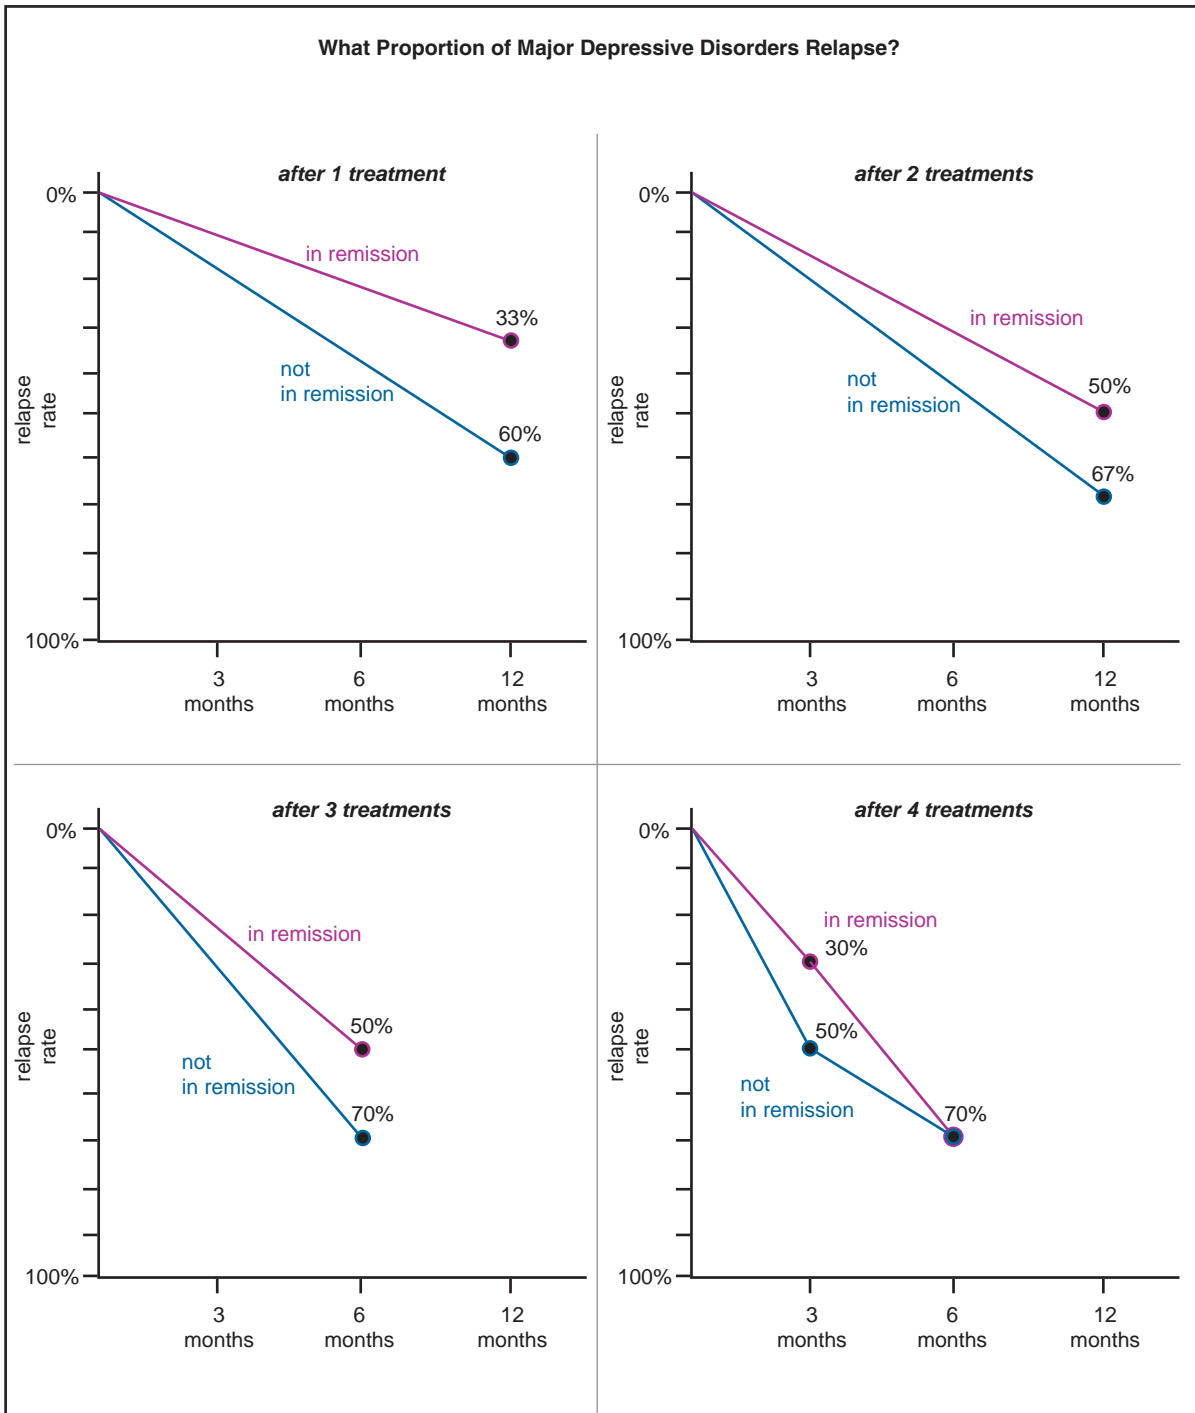 What Proportion of Major Depressive Disorders Relapse?
after 1 treatment
0%
in remission
33%
not
in remission
60%
relapse
rate
100%
3
months
6
months
12
months
after 2 treatments
0%
in remission
50%
not
in remission
67%
relapse
rate
100%
3
months
6
months
12
months
after 3 treatments
0%
in remission
50%
not
in remission
70%
relapse
rate
100%
3
months
6
months
12
months
after 4 treatments
0%
in remission
30%
50%
not
in remission
70%
relapse
rate
100%
3
months
6
months
12
months